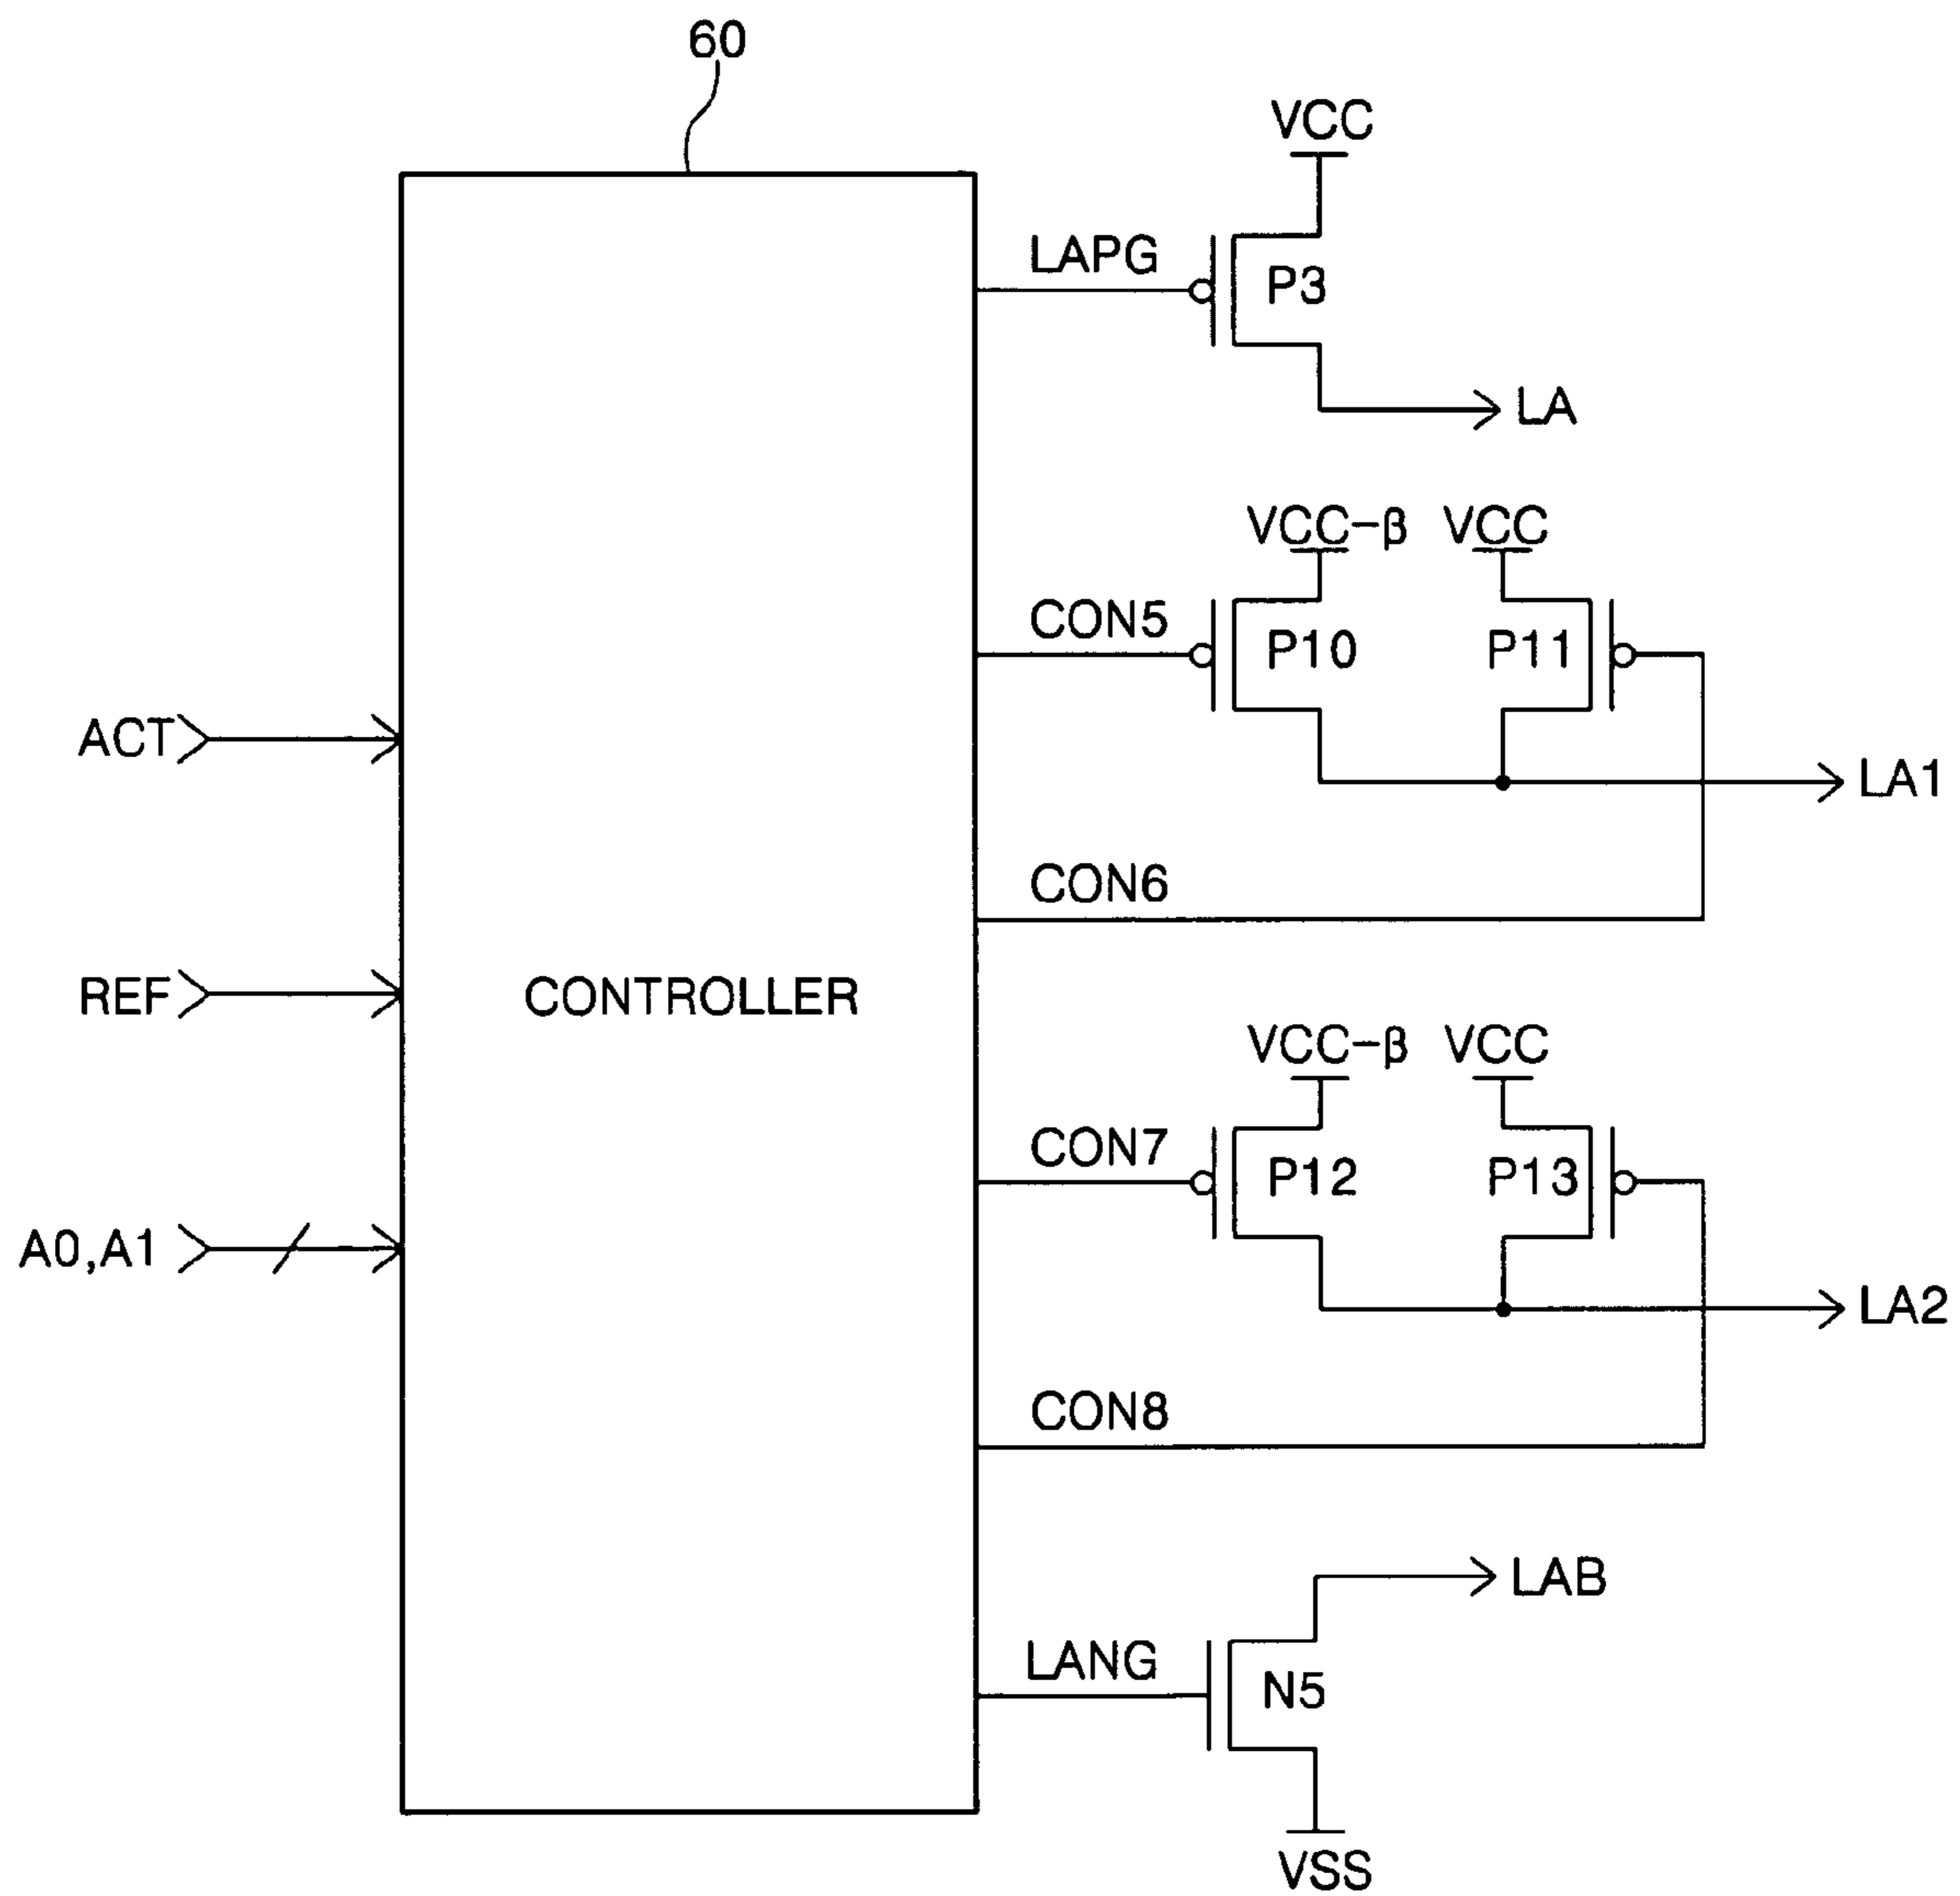 60
VCC
LAPG
P3
LA
VCC-β VCC
CON5
P10 P11
ACT
LA1
CON6
REF
CONTROLLER
VCC-β VCC
CON7
P12 P13
A0,A1
LA2
CON8
LAB
LANG
N5
VSS